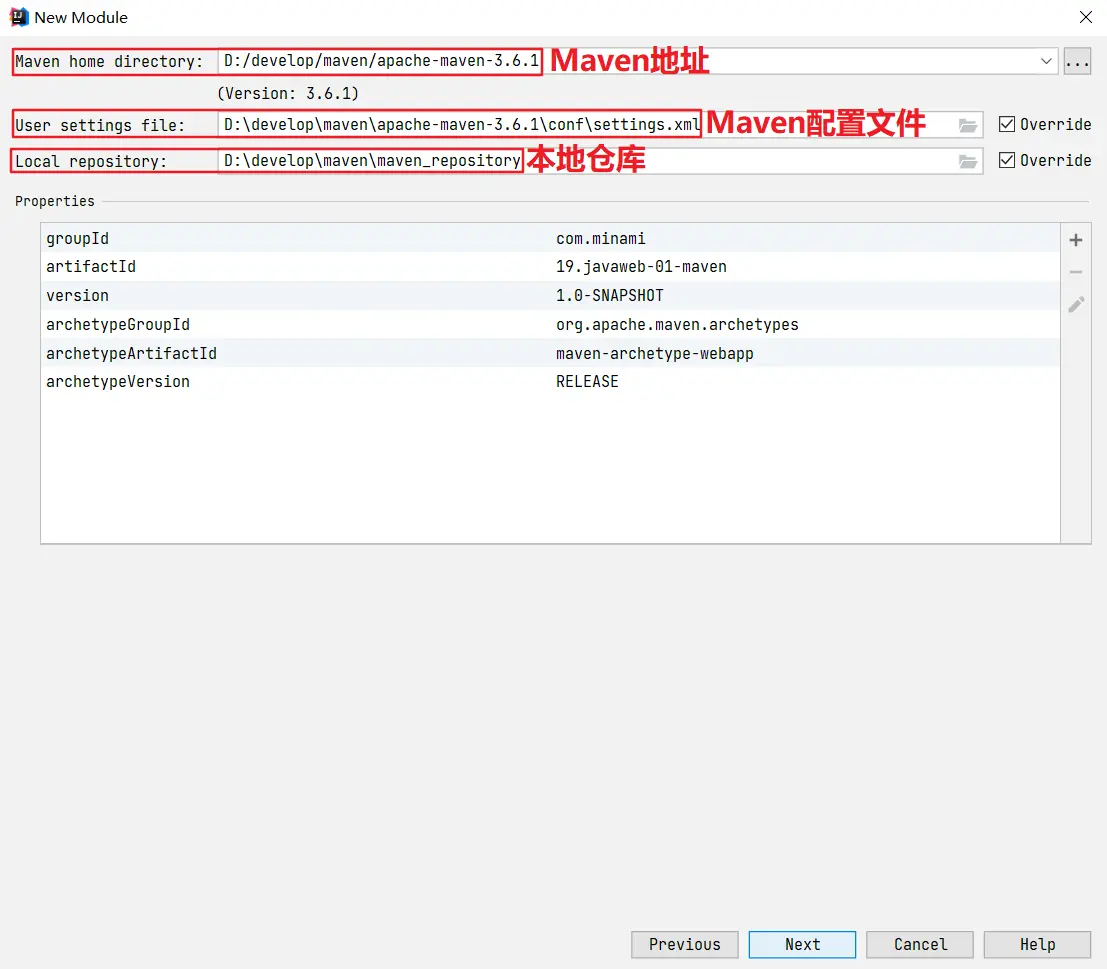 New Module
Maven home directory: D:/develop/maven/apache-maven-3.6.1 Maven地址 ...
(Version: 3.6.1)
User settings file: D:\develop\maven\apache-maven-3.6.1\conf\settings.xml Maven配置文件 Override
Local repository: D:\develop\maven\maven_repository 本地仓库 Override
Properties
groupId com.minami
artifactId 19.javaweb-01-maven
version 1.0-SNAPSHOT
archetypeGroupId org.apache.maven.archetypes
archetypeArtifactId maven-archetype-webapp
archetypeVersion RELEASE
Previous Next Cancel Help